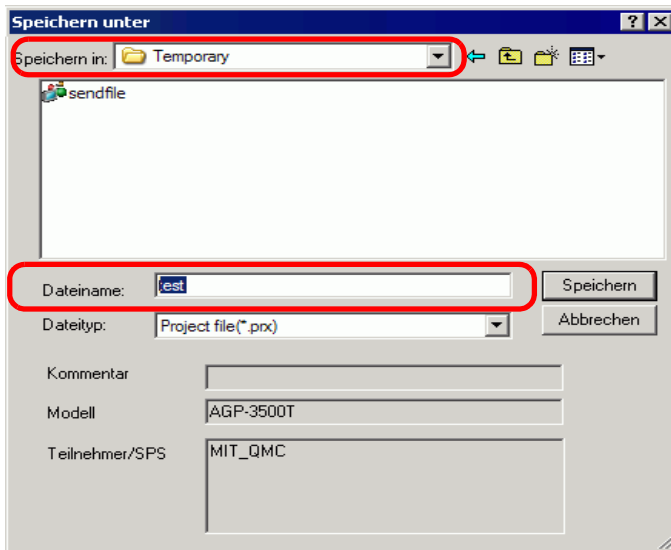 Speichern unter
Speichern in: Temporary
sendfile
Dateiname: test
Speichern
Dateityp: Project file(*.prx)
Abbrechen
Kommentar
Modell AGP-3500T
Teilnehmer/SPS MIT_QMC